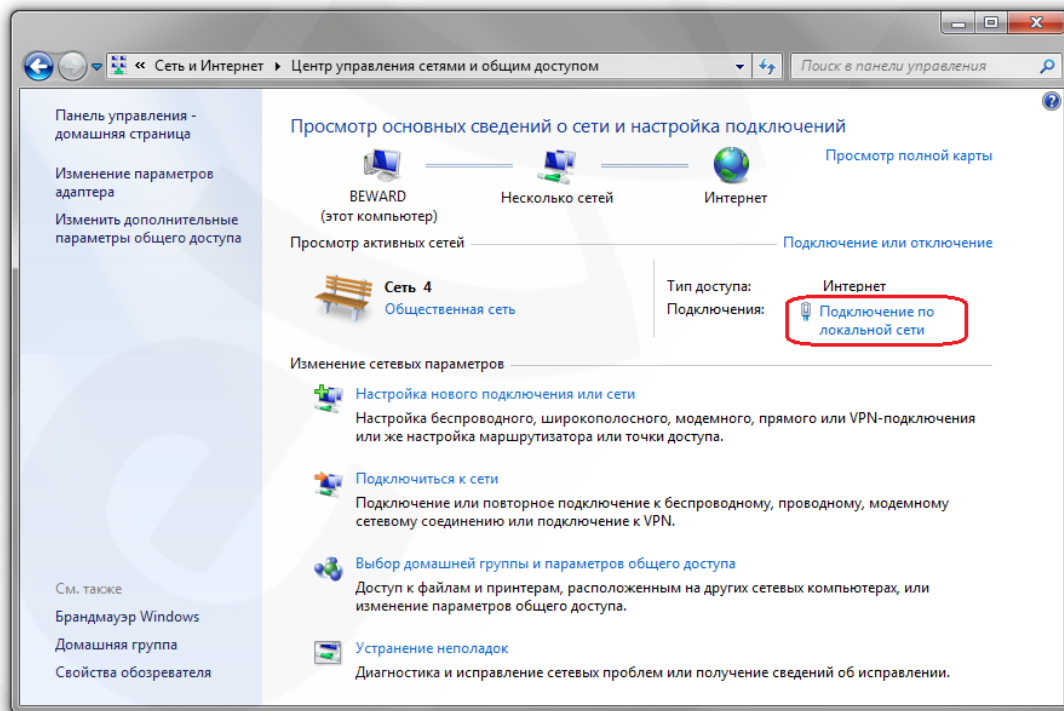 « Сеть и Интернет ▸ Центр управления сетями и общим доступом
Поиск в панели управления
Панель управления -
домашняя страница
Изменение параметров
адаптера
Изменить дополнительные
параметры общего доступа
См. также
Брандмауэр Windows
Домашняя группа
Свойства обозревателя
Просмотр основных сведений о сети и настройка подключений
Просмотр полной карты
BEWARD
(этот компьютер)
Несколько сетей
Интернет
Просмотр активных сетей
Подключение или отключение
Сеть 4
Общественная сеть
Тип доступа: Интернет
Подключения: Подключение по
локальной сети
Изменение сетевых параметров
Настройка нового подключения или сети
Настройка беспроводного, широкополосного, модемного, прямого или VPN-подключения
или же настройка маршрутизатора или точки доступа.
Подключиться к сети
Подключение или повторное подключение к беспроводному, проводному, модемному
сетевому соединению или подключение к VPN.
Выбор домашней группы и параметров общего доступа
Доступ к файлам и принтерам, расположенным на других сетевых компьютерах, или
изменение параметров общего доступа.
Устранение неполадок
Диагностика и исправление сетевых проблем или получение сведений об исправлении.